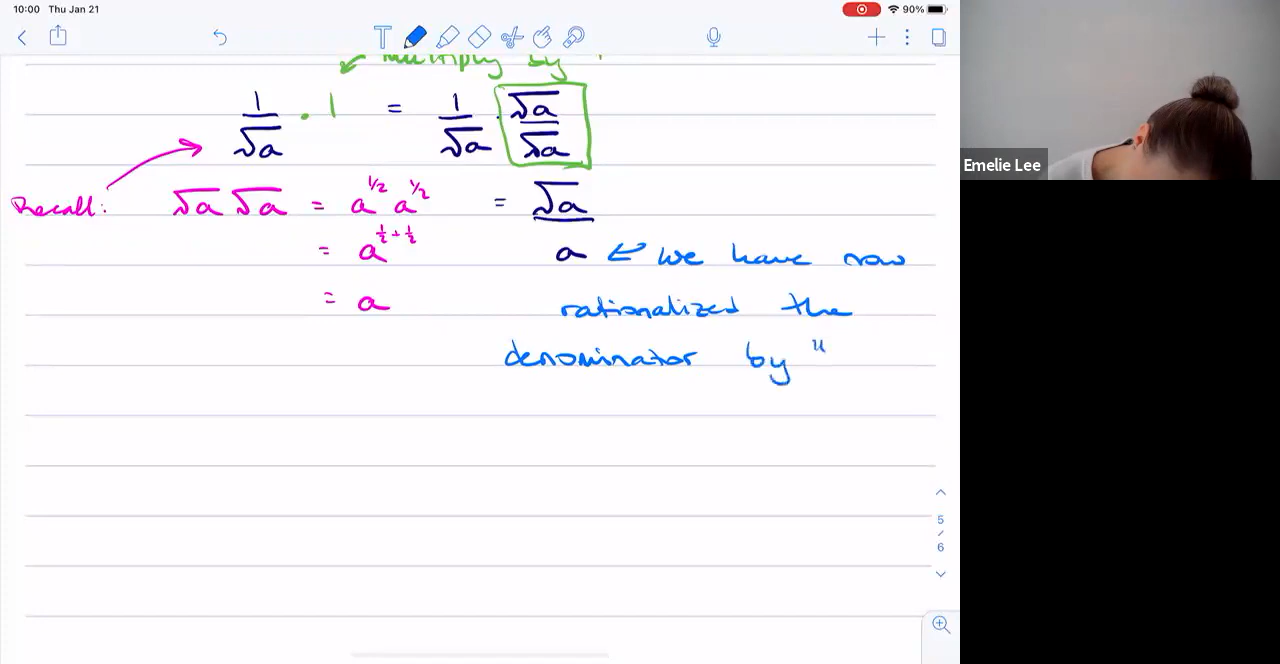 10:00 Thu Jan 21
90%
T
multiply by
1/√a · 1 = 1/√a · √a/√a
Recall: √a √a = a^1/2 a^1/2 = √a/a ← we have now
= a^1/2 + 1/2
rationalized the
= a
denominator by "
5
/
6
Emelie Lee